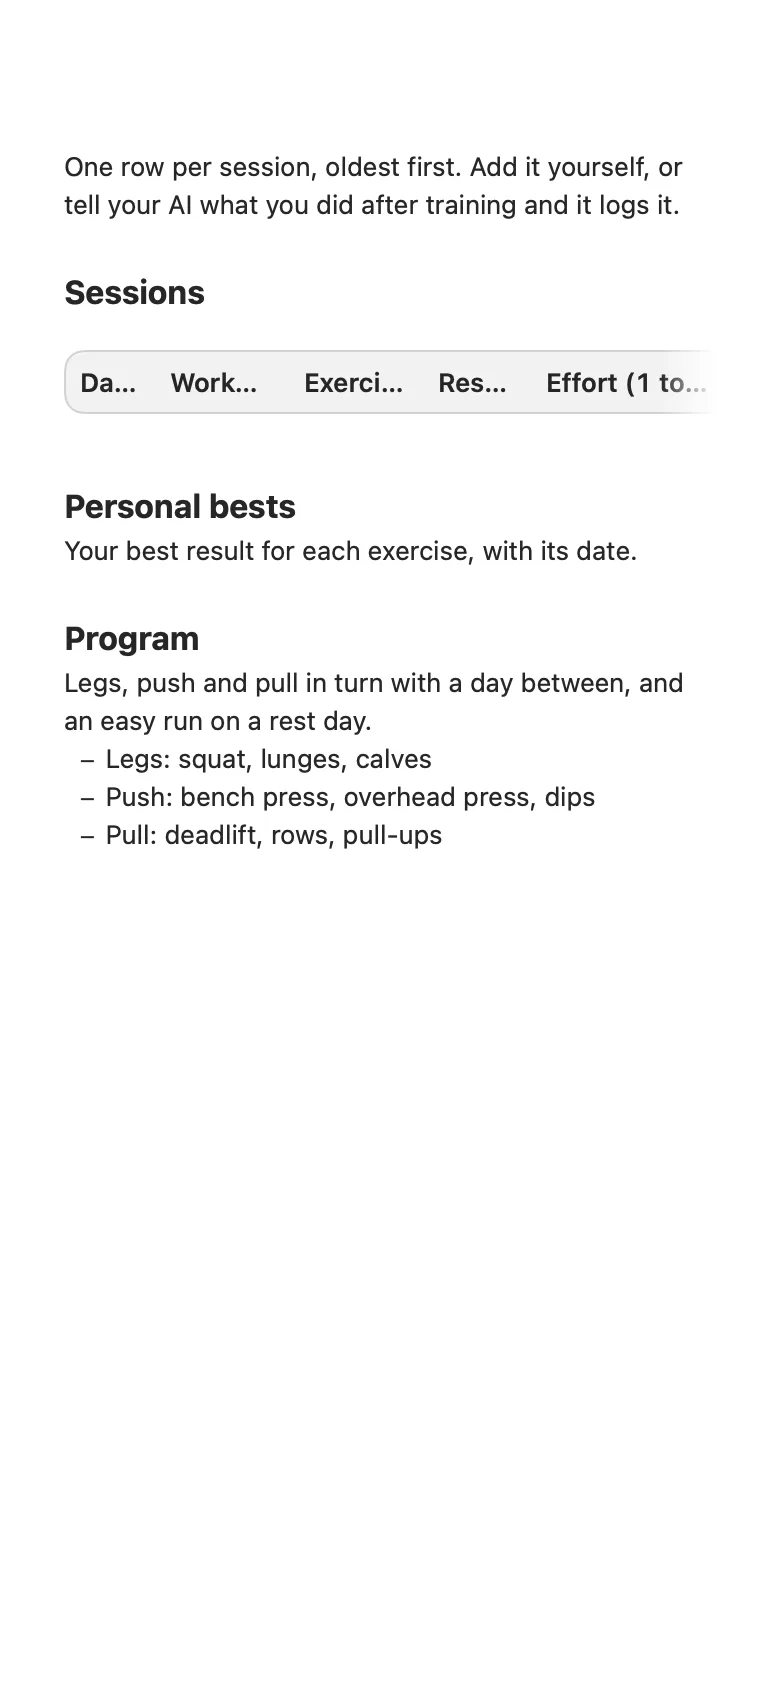 One row per session, oldest first. Add it yourself, or
tell your AI what you did after training and it logs it.
Sessions
Da... Work... Exerci... Res... Effort (1 to...
Personal bests
Your best result for each exercise, with its date.
Program
Legs, push and pull in turn with a day between, and
an easy run on a rest day.
– Legs: squat, lunges, calves
– Push: bench press, overhead press, dips
– Pull: deadlift, rows, pull-ups